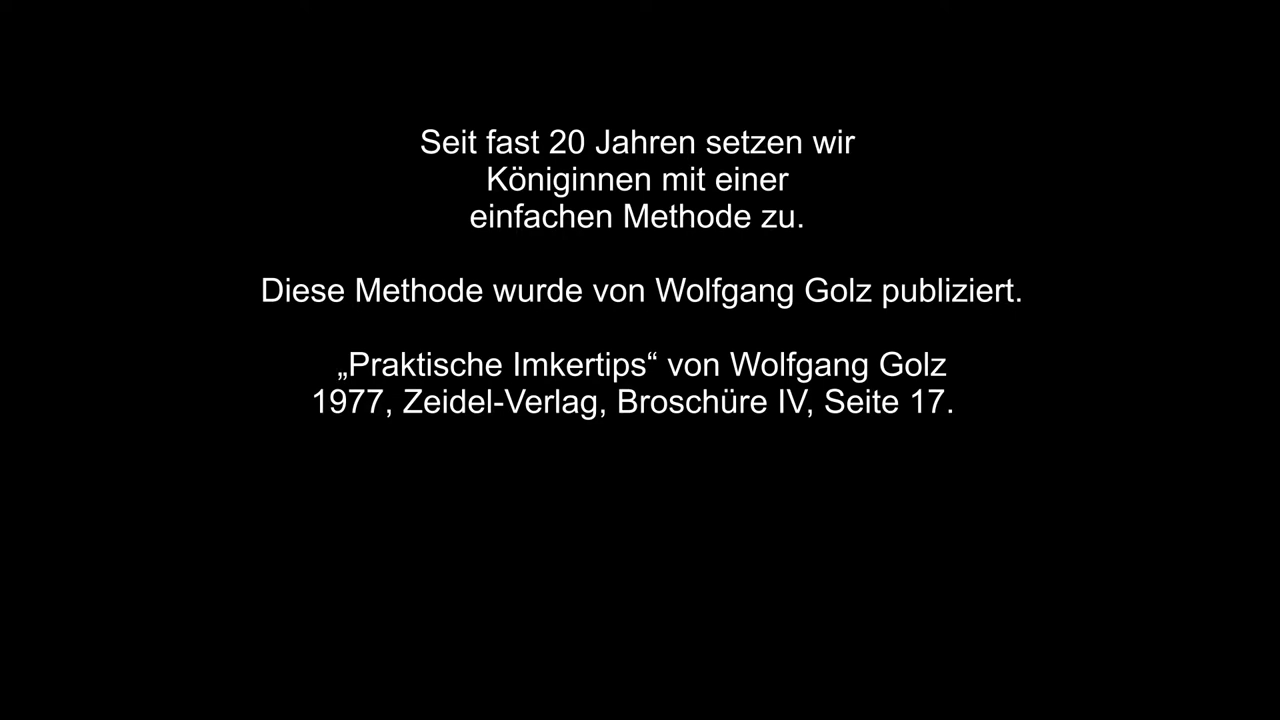 Seit fast 20 Jahren setzen wir
Königinnen mit einer
einfachen Methode zu.
Diese Methode wurde von Wolfgang Golz publiziert.
„Praktische Imkertips“ von Wolfgang Golz
1977, Zeidel-Verlag, Broschüre IV, Seite 17.